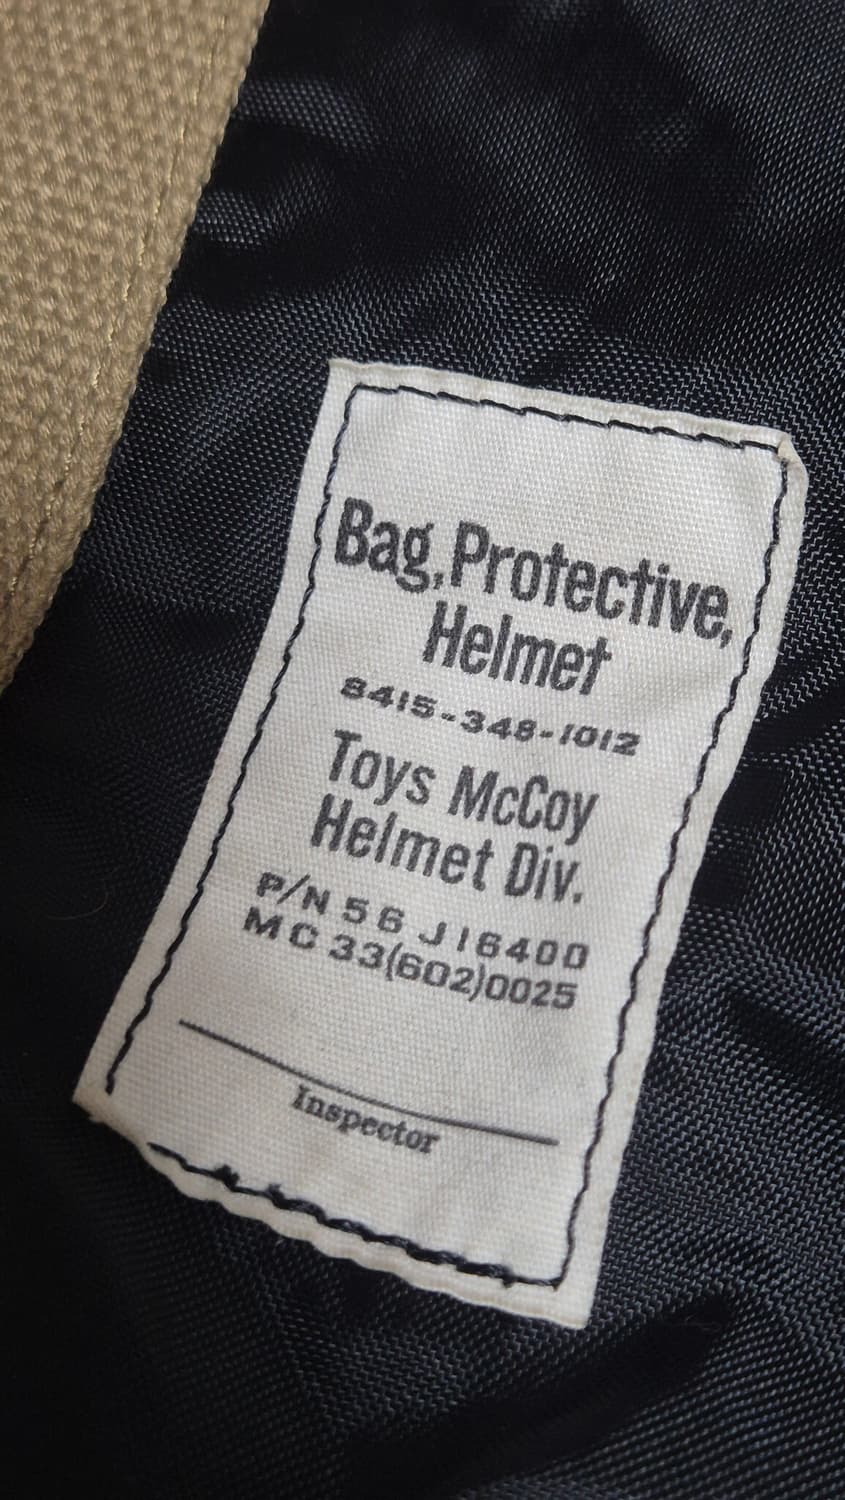 Bag, Protective,
Helmet
8415-348-1012
Toys McCoy
Helmet Div.
P/N 56 J16400
MC 33(602)0025
Inspector